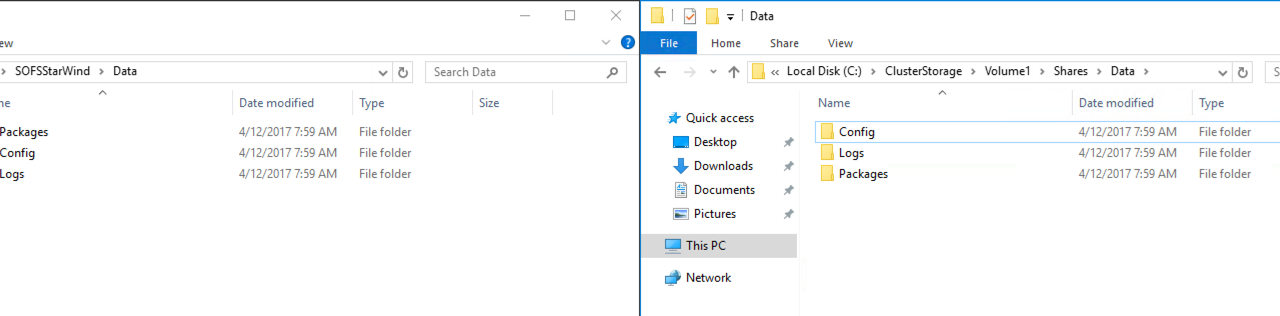 ew
SOFSStarWind > Data
Search Data
me Date modified Type Size
Packages 4/12/2017 7:59 AM File folder
Config 4/12/2017 7:59 AM File folder
Logs 4/12/2017 7:59 AM File folder
Data
File Home Share View
« Local Disk (C:) > ClusterStorage > Volume1 > Shares > Data >
S
Name Date modified Type
Quick access
Desktop
Downloads
Documents
Pictures
This PC
Network
Config 4/12/2017 7:59 AM File folder
Logs 4/12/2017 7:59 AM File folder
Packages 4/12/2017 7:59 AM File folder